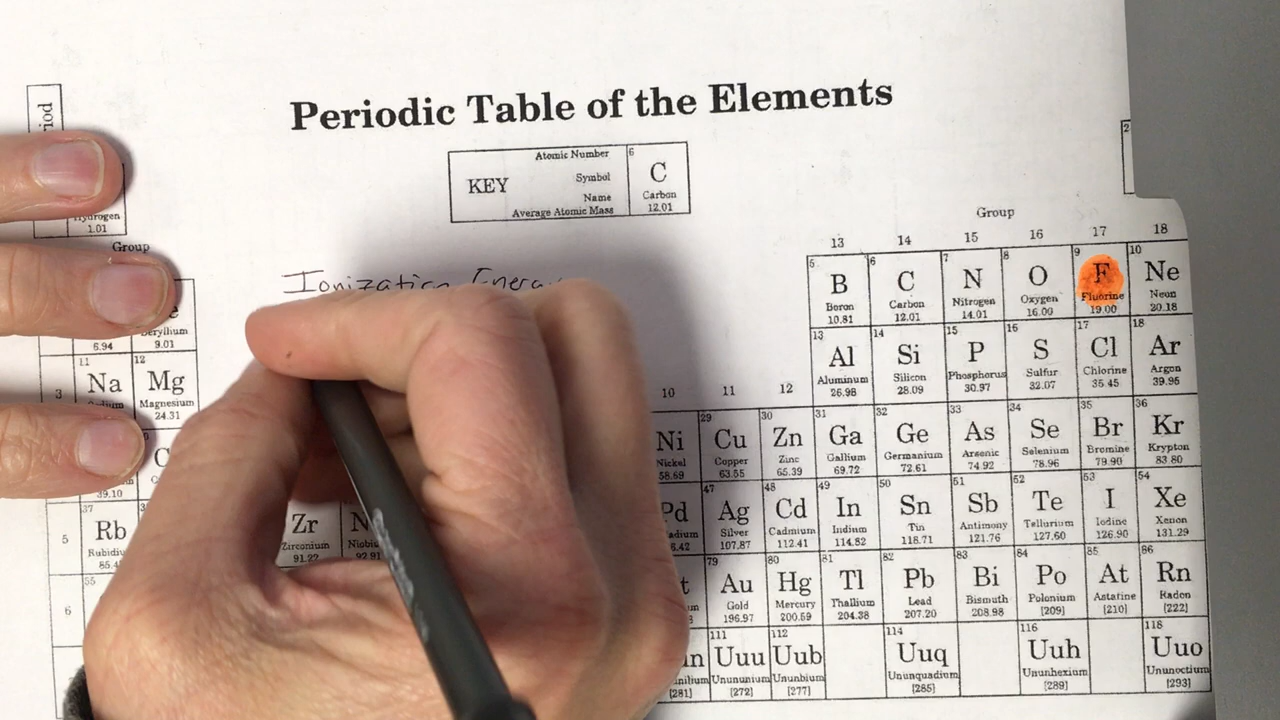 Periodic Table of the Elements
KEY
Atomic Number
Symbol
Name
Average Atomic Mass
6
C
Carbon
12.01
Hydrogen
1.01
Group
Ionization Energy
Group
13 14 15 16 17 18
5 6 7 8 9 10
B C N O F Ne
Boron Carbon Nitrogen Oxygen Fluorine Neon
10.81 12.01 14.01 16.00 19.00 20.18
Beryllium
6.94 9.01
13 14 15 16 17 18
Al Si P S Cl Ar
Aluminum Silicon Phosphorus Sulfur Chlorine Argon
26.98 28.09 30.97 32.07 35.45 39.95
11 12
3 Na Mg
Magnesium
24.31
10 11 12
29 30 31 32 33 34 35 36
Ni Cu Zn Ga Ge As Se Br Kr
Nickel Copper Zinc Gallium Germanium Arsenic Selenium Bromine Krypton
58.69 63.55 65.39 69.72 72.61 74.92 78.96 79.90 83.80
39.10
37 47 48 49 50 51 52 53 54
5 Rb Zr Pd Ag Cd In Sn Sb Te I Xe
Zirconium Silver Cadmium Indium Tin Antimony Tellurium Iodine Xenon
91.22 92.91 107.87 112.41 114.82 118.71 121.76 127.60 126.90 131.29
55 79 80 81 82 83 84 85 86
6 Au Hg Tl Pb Bi Po At Rn
Gold Mercury Thallium Lead Bismuth Polonium Astatine Radon
196.97 200.59 204.38 207.20 208.98 [209] [210] [222]
111 112 114 116 118
Uuu Uub Uuq Uuh Uuo
Unununium Ununbium Ununquadium Ununhexium Ununoctium
[281] [272] [277] [285] [289] [293]